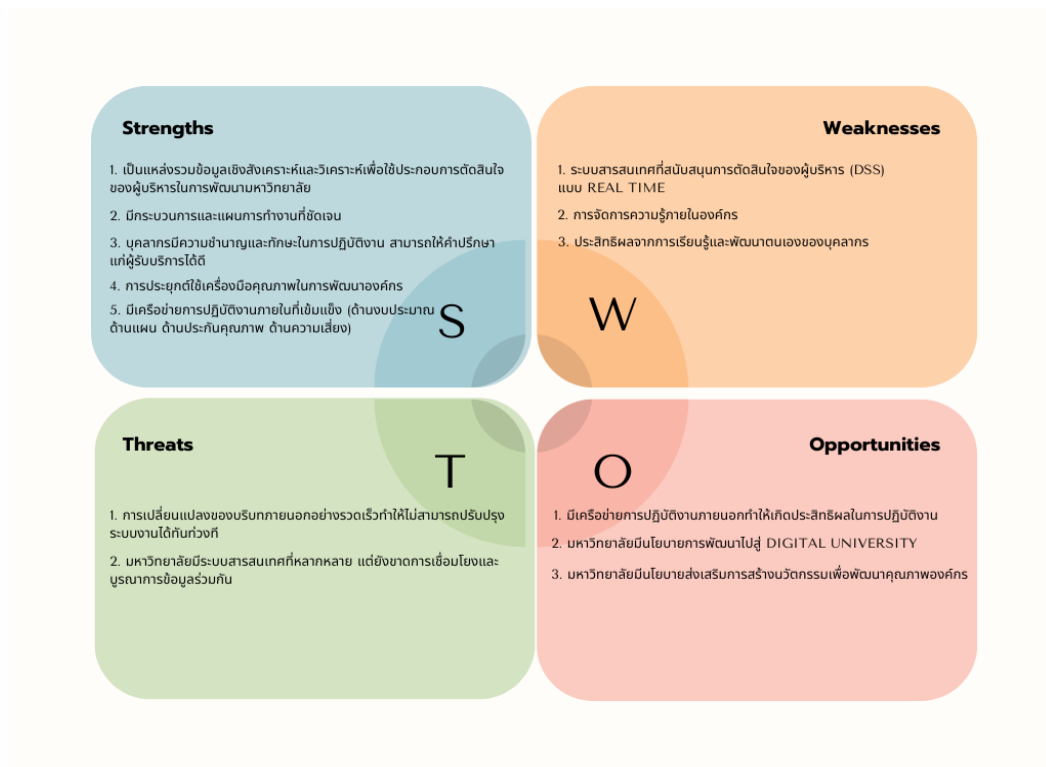 Strengths
1. เป็นแหล่งรวมข้อมูลเชิงสังเคราะห์และวิเคราะห์เพื่อใช้ประกอบการตัดสินใจ
ของผู้บริหารในการพัฒนามหาวิทยาลัย
2. มีกระบวนการและแผนการทำงานที่ชัดเจน
3. บุคลากรมีความชำนาญและทักษะในการปฏิบัติงาน สามารถให้คำปรึกษา
แก่ผู้รับบริการได้ดี
4. การประยุกต์ใช้เครื่องมือคุณภาพในการพัฒนาองค์กร
5. มีเครือข่ายการปฏิบัติงานภายในที่เข้มแข็ง (ด้านงบประมาณ
ด้านแผน ด้านประกันคุณภาพ ด้านความเสี่ยง)
S
Weaknesses
1. ระบบสารสนเทศที่สนับสนุนการตัดสินใจของผู้บริหาร (DSS)
แบบ REAL TIME
2. การจัดการความรู้ภายในองค์กร
3. ประสิทธิผลจากการเรียนรู้และพัฒนาตนเองของบุคลากร
W
Threats
T
1. การเปลี่ยนแปลงของบริบทภายนอกอย่างรวดเร็วทำให้ไม่สามารถปรับปรุง
ระบบงานได้ทันท่วงที
2. มหาวิทยาลัยมีระบบสารสนเทศที่หลากหลาย แต่ยังขาดการเชื่อมโยงและ
บูรณาการข้อมูลร่วมกัน
Opportunities
O
1. มีเครือข่ายการปฏิบัติงานภายนอกทำให้เกิดประสิทธิผลในการปฏิบัติงาน
2. มหาวิทยาลัยมีนโยบายการพัฒนาไปสู่ DIGITAL UNIVERSITY
3. มหาวิทยาลัยมีนโยบายส่งเสริมการสร้างนวัตกรรมเพื่อพัฒนาคุณภาพองค์กร